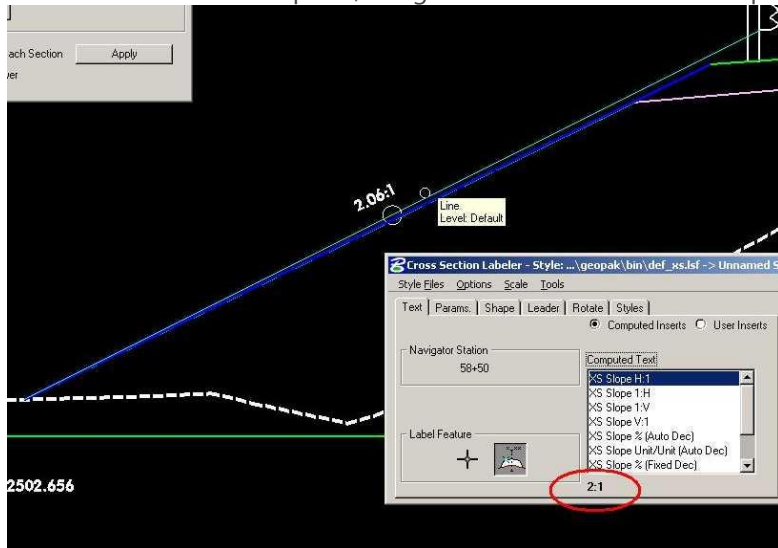 ach Section Apply
ver
2.06:1
Line
Level: Default
Cross Section Labeler - Style: ...\geopak\bin\def_xs.lsf -> Unnamed S
Style Files Options Scale Tools
Text Params. Shape Leader Rotate Styles
Computed Inserts User Inserts
Navigator Station
58+50
Computed Text
XS Slope H:1
XS Slope 1:H
XS Slope 1:V
XS Slope V:1
XS Slope % (Auto Dec)
XS Slope Unit/Unit (Auto Dec)
XS Slope % (Fixed Dec)
Label Feature
2:1
2502.656